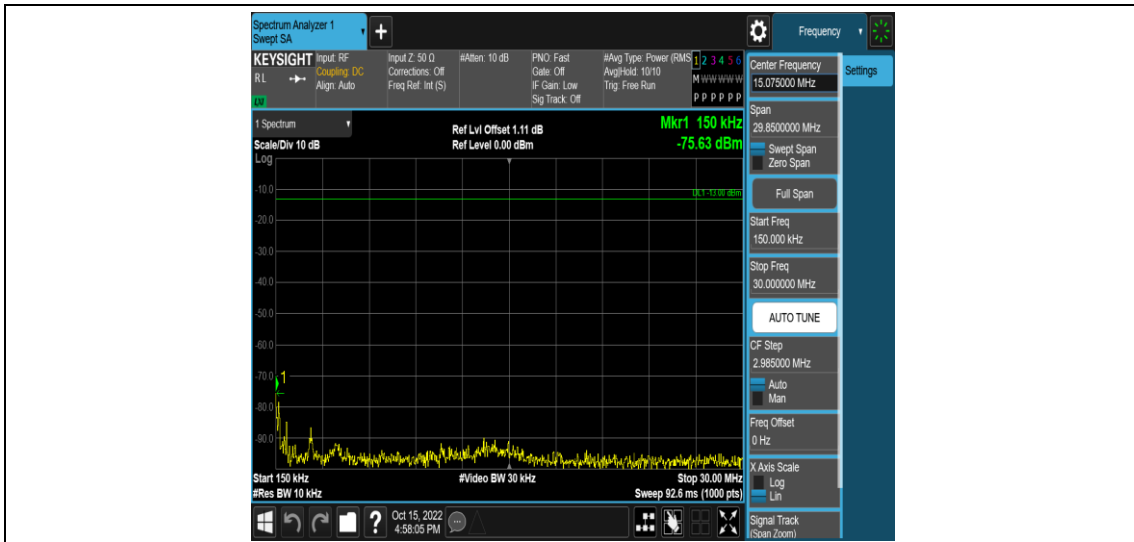 Spectrum Analyzer 1
Swept SA
+
Frequency
KEYSIGHT
RL
Input: RF
Coupling: DC
Align: Auto
Input Z: 50 Ω
Corrections: Off
Freq Ref: Int (S)
#Atten: 10 dB
PNO: Fast
Gate: Off
IF Gain: Low
Sig Track: Off
#Avg Type: Power (RMS
Avg|Hold: 10/10
Trig: Free Run
1 2 3 4 5 6
M W W W W W
P P P P P P
LXI
1 Spectrum
Scale/Div 10 dB
Log
Ref Lvl Offset 1.11 dB
Ref Level 0.00 dBm
Mkr1 150 kHz
-75.63 dBm
DL1 -13.00 dBm
-10.0
-20.0
-30.0
-40.0
-50.0
-60.0
-70.0
1
-80.0
-90.0
Start 150 kHz
#Video BW 30 kHz
Stop 30.00 MHz
#Res BW 10 kHz
Sweep 92.6 ms (1000 pts)
?
Oct 15, 2022
4:58:05 PM
Center Frequency
15.075000 MHz
Settings
Span
29.8500000 MHz
Swept Span
Zero Span
Full Span
Start Freq
150.000 kHz
Stop Freq
30.000000 MHz
AUTO TUNE
CF Step
2.985000 MHz
Auto
Man
Freq Offset
0 Hz
X Axis Scale
Log
Lin
Signal Track
(Span Zoom)